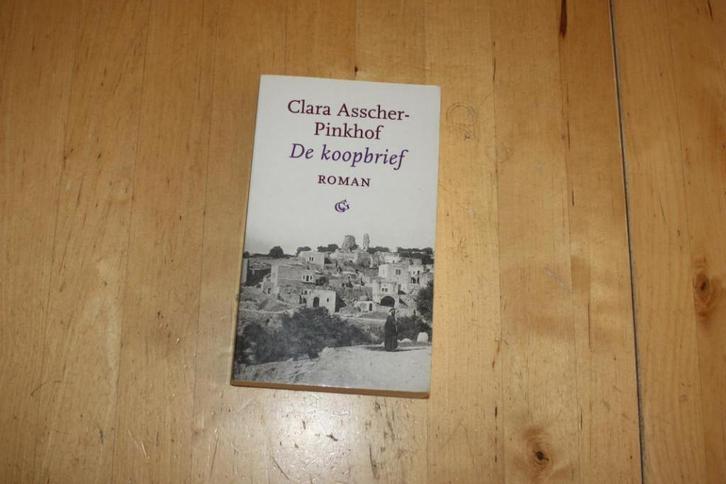 Clara Asscher-
Pinkhof
De koopbrief
ROMAN